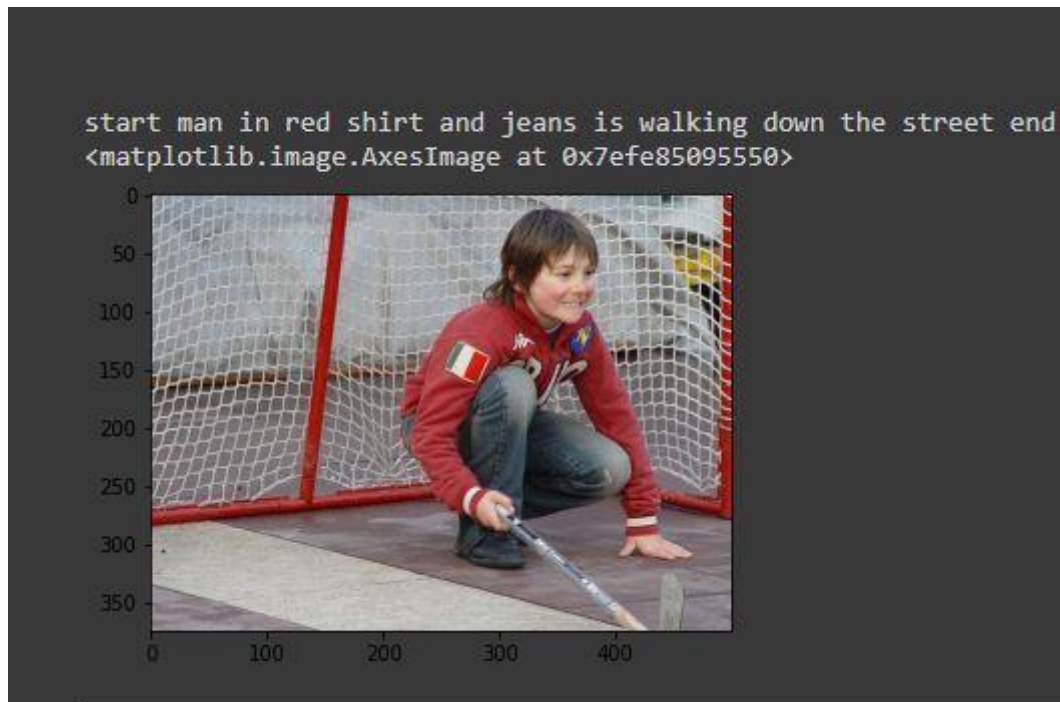 start man in red shirt and jeans is walking down the street end
<matplotlib.image.AxesImage at 0x7efe85095550>
0
50
100
150
200
250
300
350
0 100 200 300 400